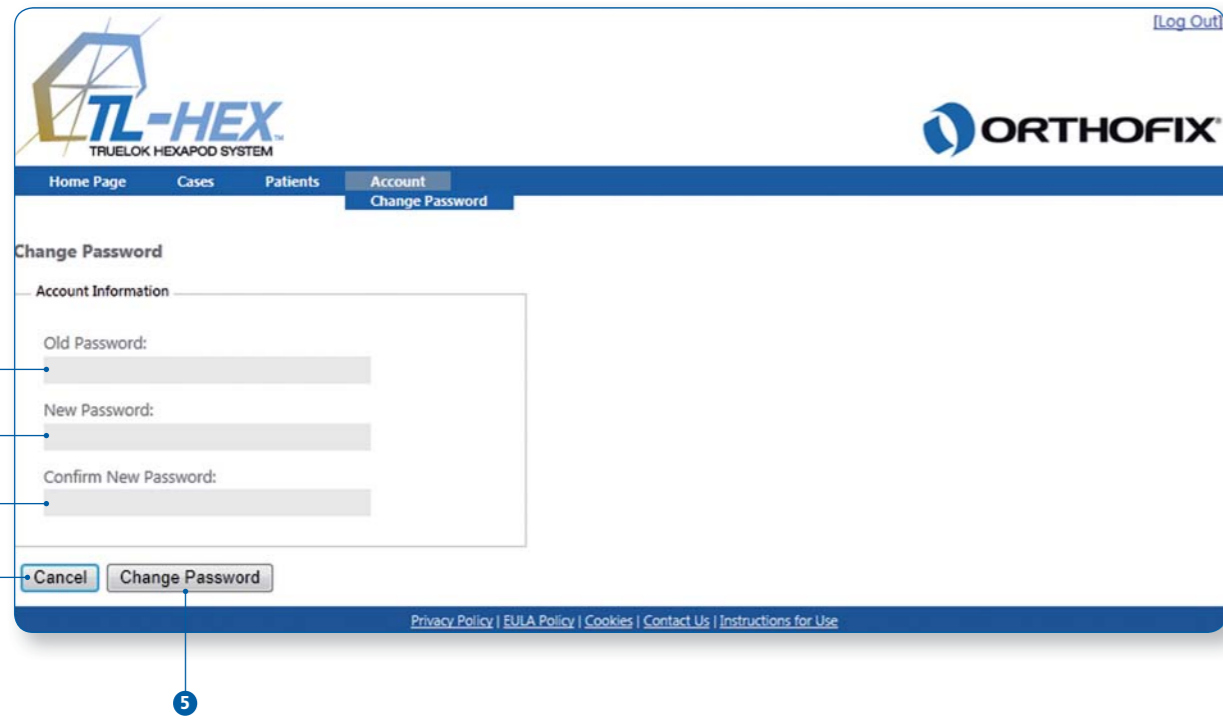 [Log Out]
TL-HEX™
TRUELOK HEXAPOD SYSTEM
ORTHOFIX®
Home Page Cases Patients Account
Change Password
Change Password
Account Information
Old Password:
New Password:
Confirm New Password:
Cancel Change Password
Privacy Policy | EULA Policy | Cookies | Contact Us | Instructions for Use
5